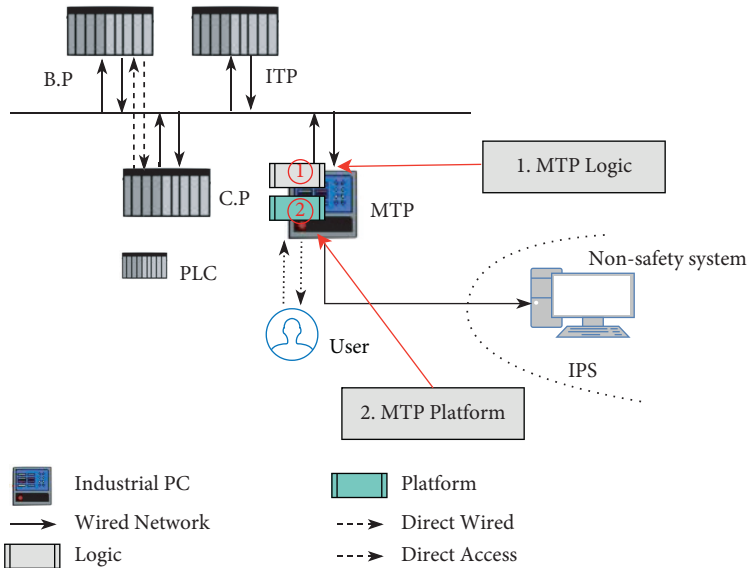 B.P
ITP
1
1. MTP Logic
C.P
2
MTP
PLC
Non-safety system
User
IPS
2. MTP Platform
Industrial PC
Platform
Wired Network
Direct Wired
Logic
Direct Access